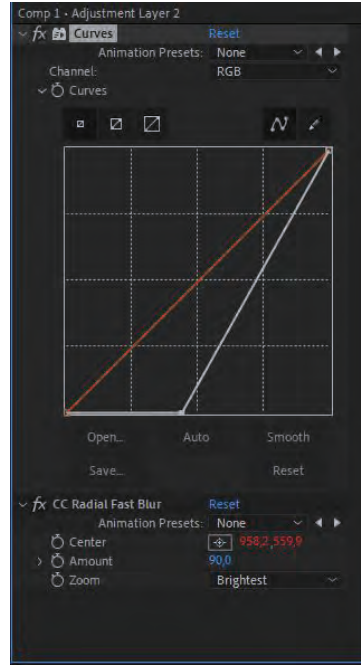 Comp 1 · Adjustment Layer 2
fx Curves Reset
Animation Presets: None
Channel: RGB
Curves
Open... Auto Smooth
Save... Reset
fx CC Radial Fast Blur Reset
Animation Presets: None
Center 958,2,559,9
Amount 90,0
Zoom Brightest